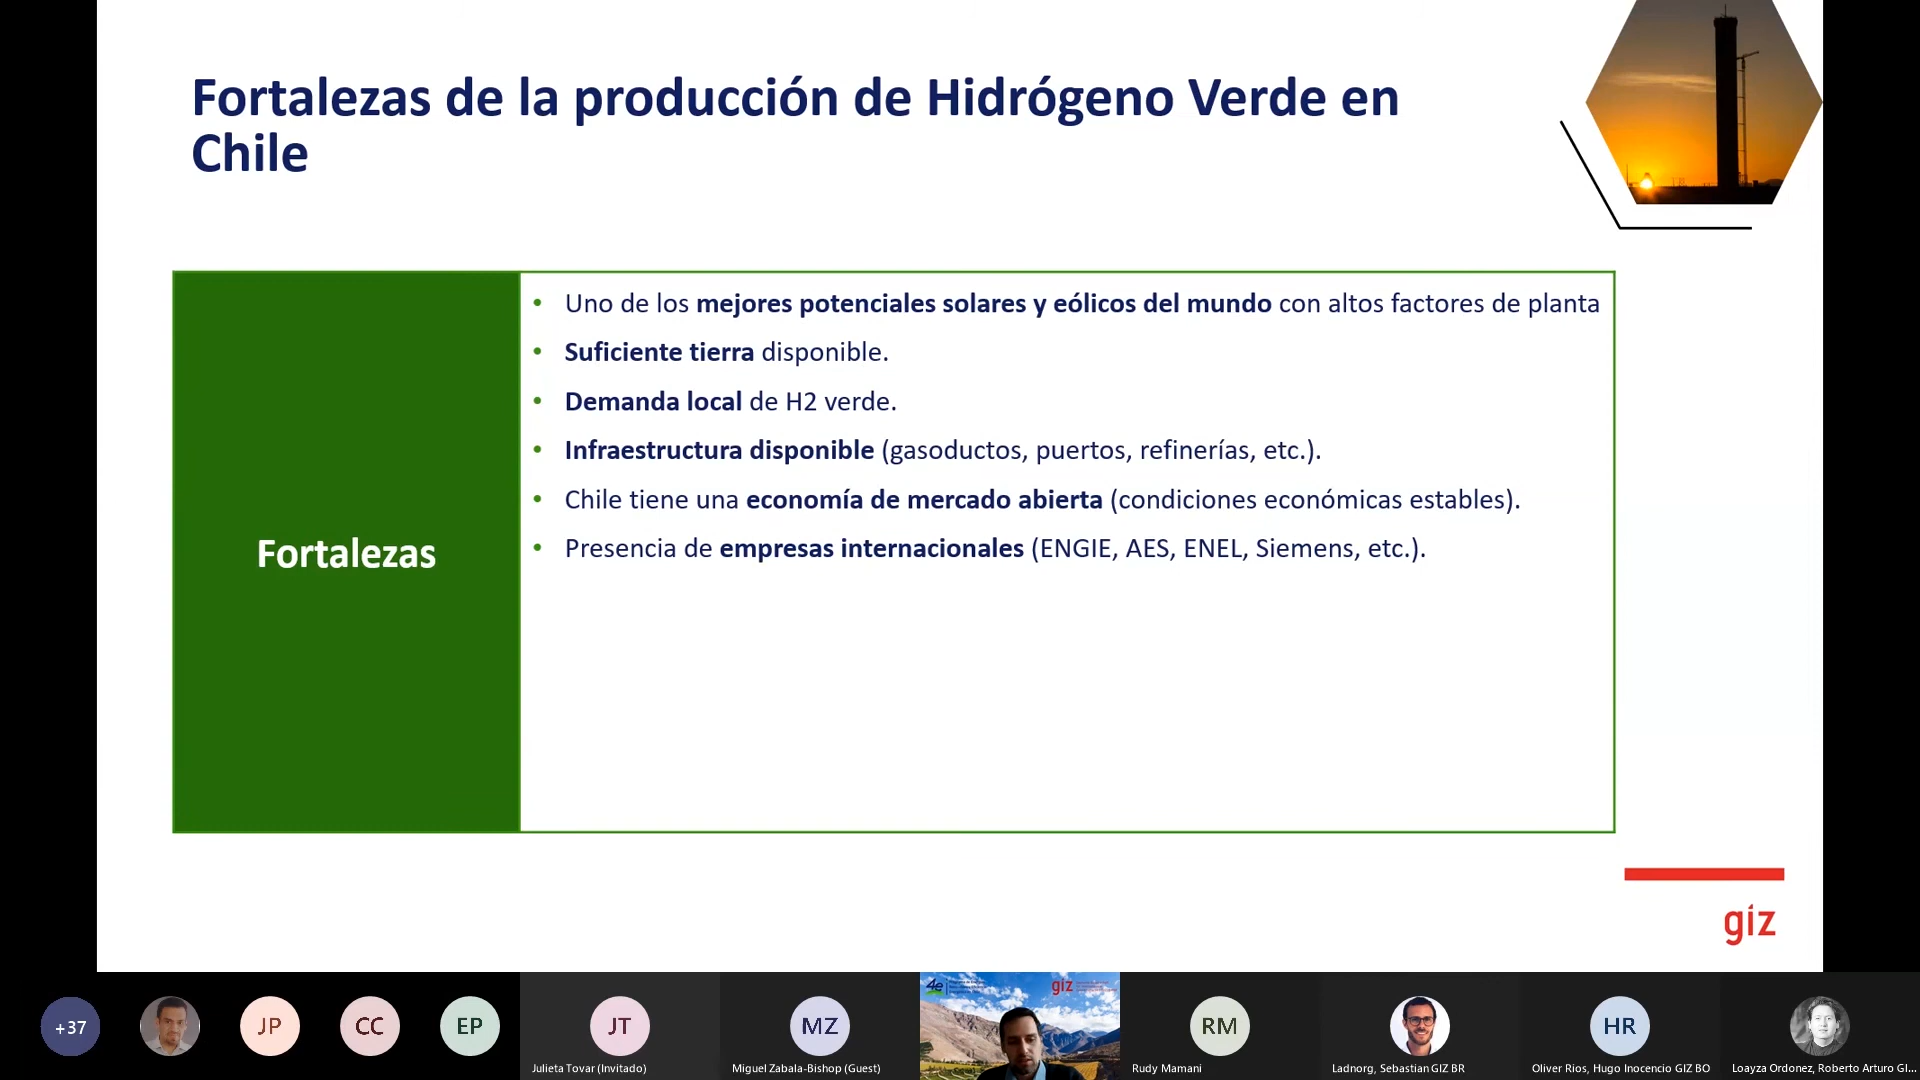 Fortalezas de la producción de Hidrógeno Verde en
Chile
Fortalezas
• Uno de los mejores potenciales solares y eólicos del mundo con altos factores de planta
• Suficiente tierra disponible.
• Demanda local de H2 verde.
• Infraestructura disponible (gasoductos, puertos, refinerías, etc.).
• Chile tiene una economía de mercado abierta (condiciones económicas estables).
• Presencia de empresas internacionales (ENGIE, AES, ENEL, Siemens, etc.).
giz
+37
JP
CC
EP
JT
Julieta Tovar (Invitado)
MZ
Miguel Zabala-Bishop (Guest)
4e
giz
RM
Rudy Mamani
Ladnorg, Sebastian GIZ BR
HR
Oliver Rios, Hugo Inocencio GIZ BO
Loayza Ordonez, Roberto Arturo GI...